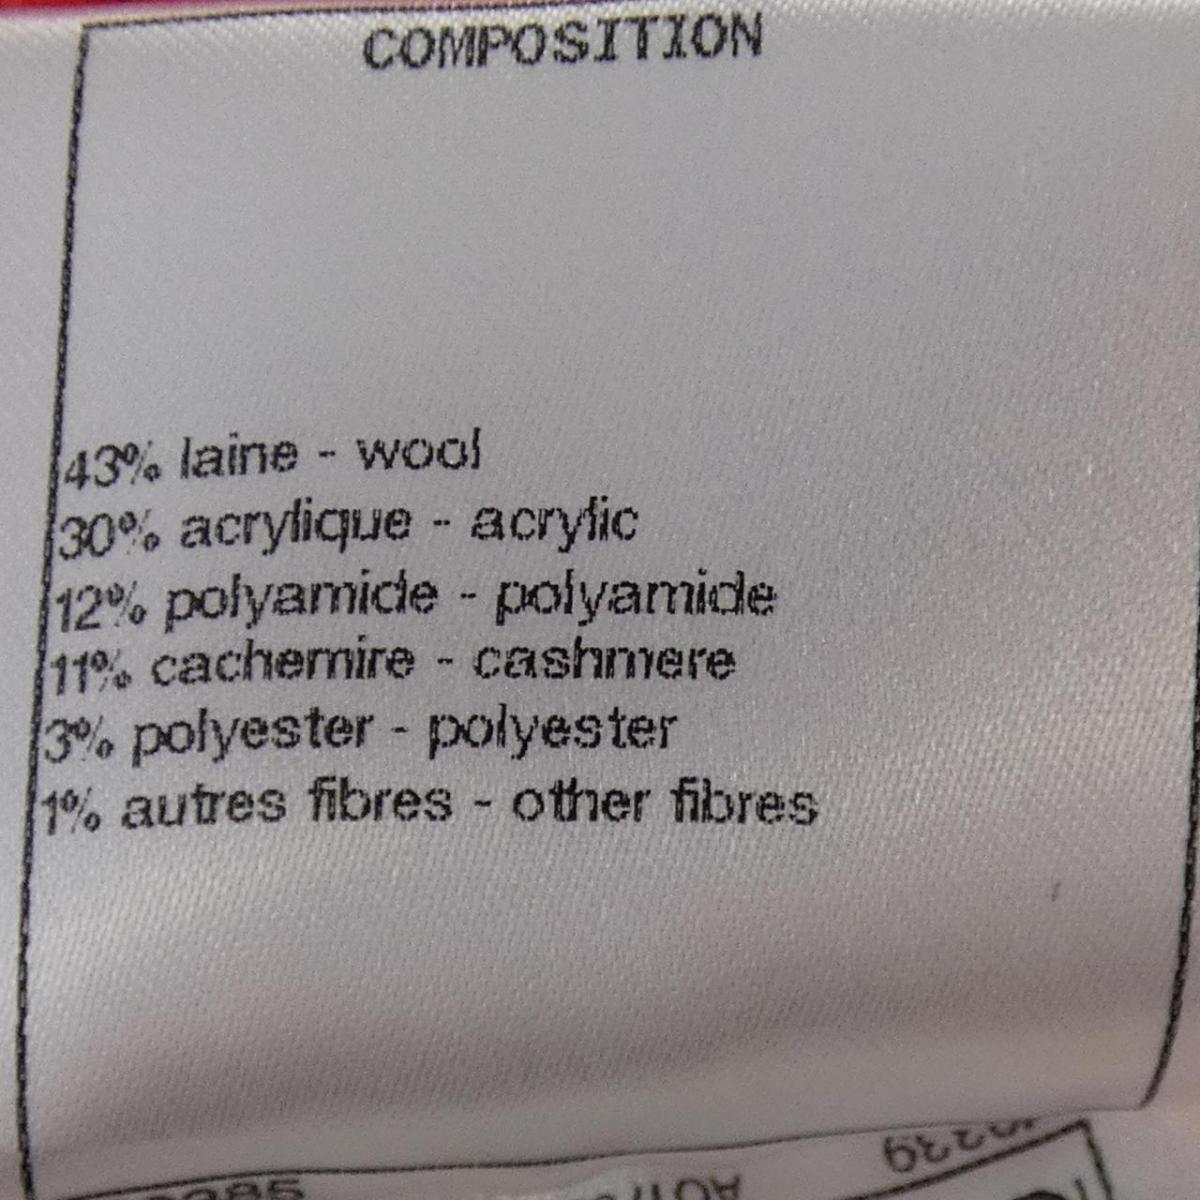 COMPOSITION
43% laine - wool
30% acrylique - acrylic
12% polyamide - polyamide
11% cachemire - cashmere
3% polyester - polyester
1% autres fibres - other fibres